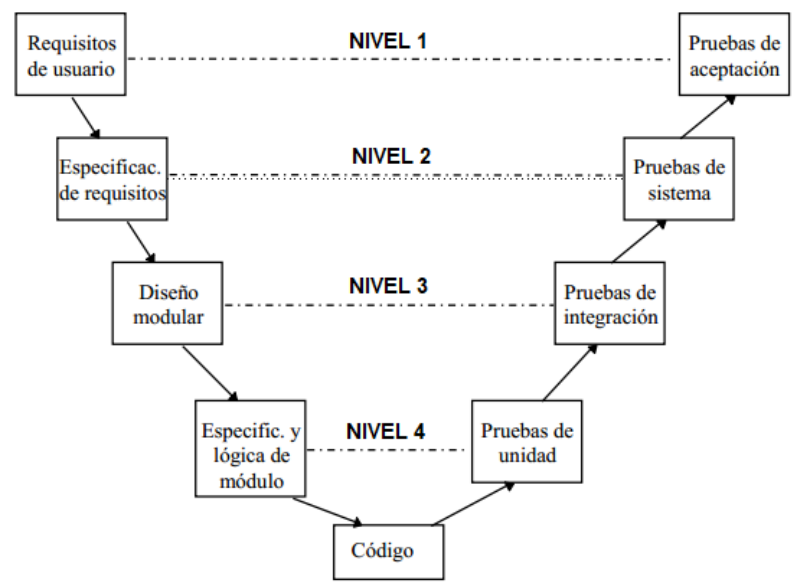 Requisitos
de usuario
NIVEL 1
Pruebas de
aceptación
Especificac.
de requisitos
NIVEL 2
Pruebas de
sistema
Diseño
modular
NIVEL 3
Pruebas de
integración
Especific. y
lógica de
módulo
NIVEL 4
Pruebas de
unidad
Código